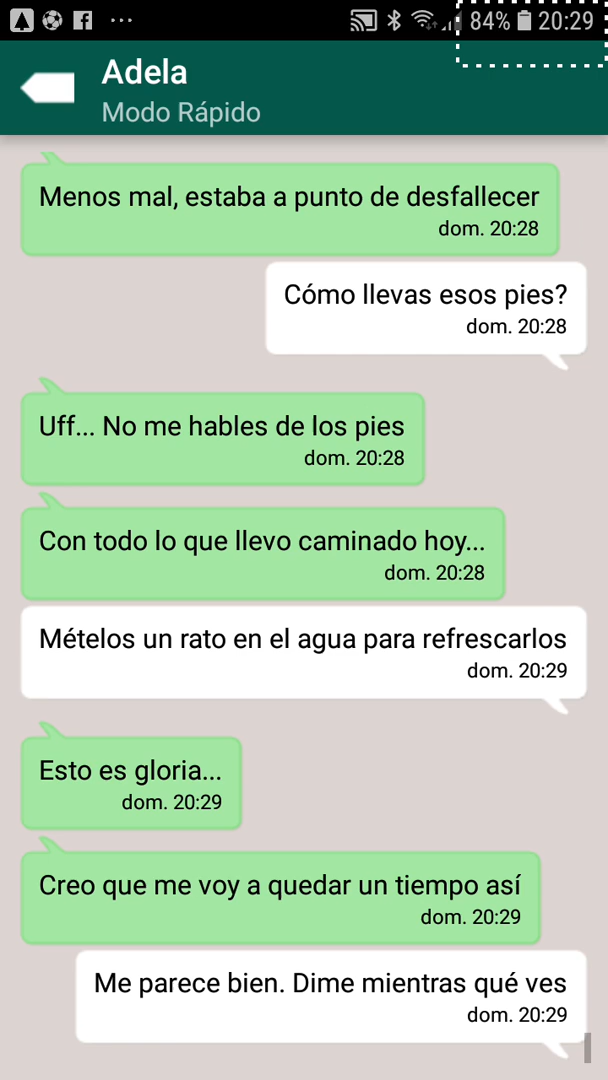 84% 20:29
Adela
Modo Rápido
Menos mal, estaba a punto de desfallecer
dom. 20:28
Cómo llevas esos pies?
dom. 20:28
Uff... No me hables de los pies
dom. 20:28
Con todo lo que llevo caminado hoy...
dom. 20:28
Mételos un rato en el agua para refrescarlos
dom. 20:29
Esto es gloria...
dom. 20:29
Creo que me voy a quedar un tiempo así
dom. 20:29
Me parece bien. Dime mientras qué ves
dom. 20:29